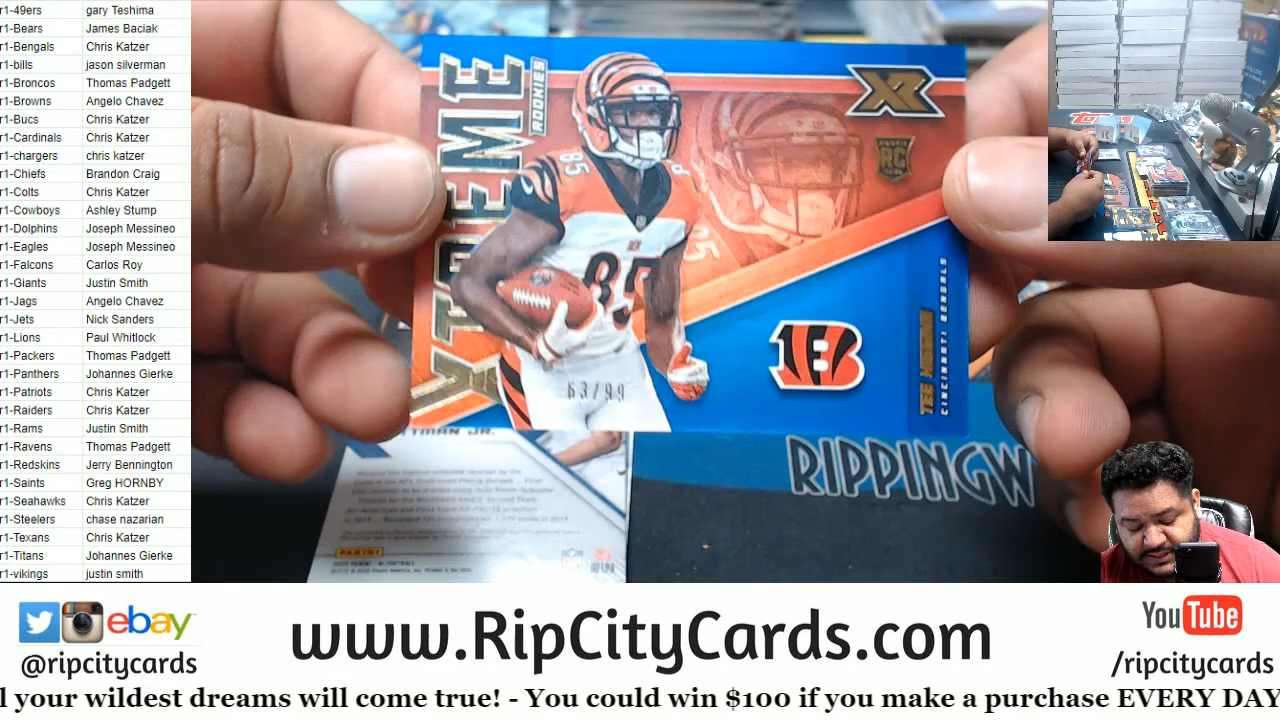 r1-49ers gary Teshima
r1-Bears James Baciak
r1-Bengals Chris Katzer
r1-bills jason silverman
r1-Broncos Thomas Padgett
r1-Browns Angelo Chavez
r1-Bucs Chris Katzer
r1-Cardinals Chris Katzer
r1-chargers chris katzer
r1-Chiefs Brandon Craig
r1-Colts Chris Katzer
r1-Cowboys Ashley Stump
r1-Dolphins Joseph Messineo
r1-Eagles Joseph Messineo
r1-Falcons Carlos Roy
r1-Giants Justin Smith
r1-Jags Angelo Chavez
r1-Jets Nick Sanders
r1-Lions Paul Whitlock
r1-Packers Thomas Padgett
r1-Panthers Johannes Gierke
r1-Patriots Chris Katzer
r1-Raiders Chris Katzer
r1-Rams Justin Smith
r1-Ravens Thomas Padgett
r1-Redskins Jerry Bennington
r1-Saints Greg HORNBY
r1-Seahawks Chris Katzer
r1-Steelers chase nazarian
r1-Texans Chris Katzer
r1-Titans Johannes Gierke
r1-vikings justin smith
ROOKIES
XR
RC
85
85
63/99
B
CINCINNATI BENGALS
TMAN JR.
PANINI
RIPPINGW
Topps
ebay
@ripcitycards
www.RipCityCards.com
YouTube
/ripcitycards
l your wildest dreams will come true! - You could win $100 if you make a purchase EVERY DAY